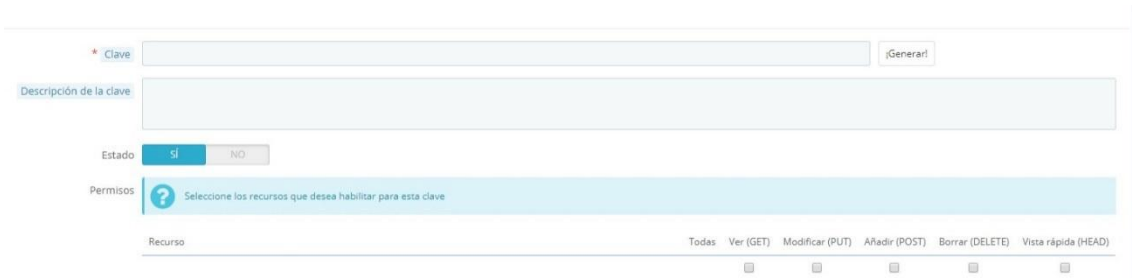 * Clave
¡Generar!
Descripción de la clave
Estado SÍ NO
Permisos ? Seleccione los recursos que desea habilitar para esta clave
Recurso Todas Ver (GET) Modificar (PUT) Añadir (POST) Borrar (DELETE) Vista rápida (HEAD)